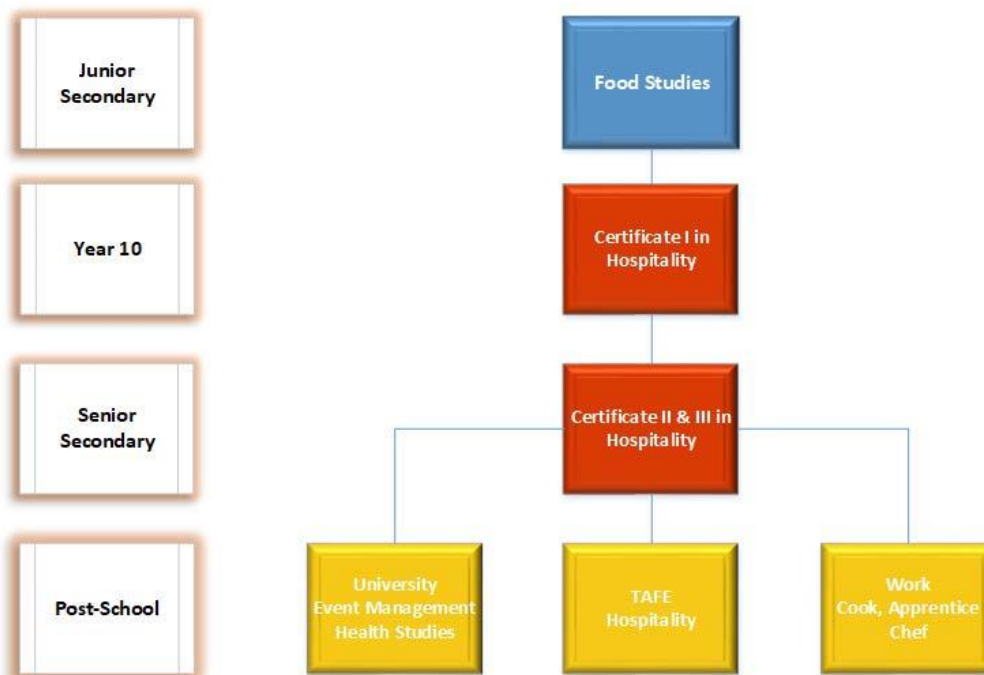 Junior
Secondary
Food Studies
Year 10
Certificate I in
Hospitality
Senior
Secondary
Certificate II & III in
Hospitality
Post-School
University
Event Management
Health Studies
TAFE
Hospitality
Work
Cook, Apprentice
Chef